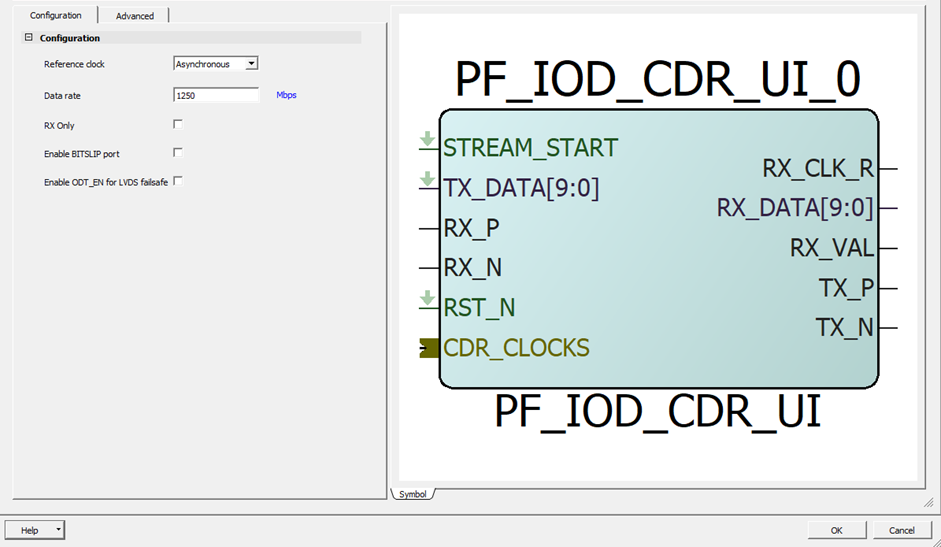 Configuration
Advanced
Configuration
Reference clock
Asynchronous
Data rate
1250
Mbps
RX Only
Enable BITSLIP port
Enable ODT_EN for LVDS failsafe
PF_IOD_CDR_UI_0
STREAM_START
TX_DATA[9:0]
RX_P
RX_N
RST_N
CDR_CLOCKS
RX_CLK_R
RX_DATA[9:0]
RX_VAL
TX_P
TX_N
PF_IOD_CDR_UI
Symbol
Help
OK
Cancel